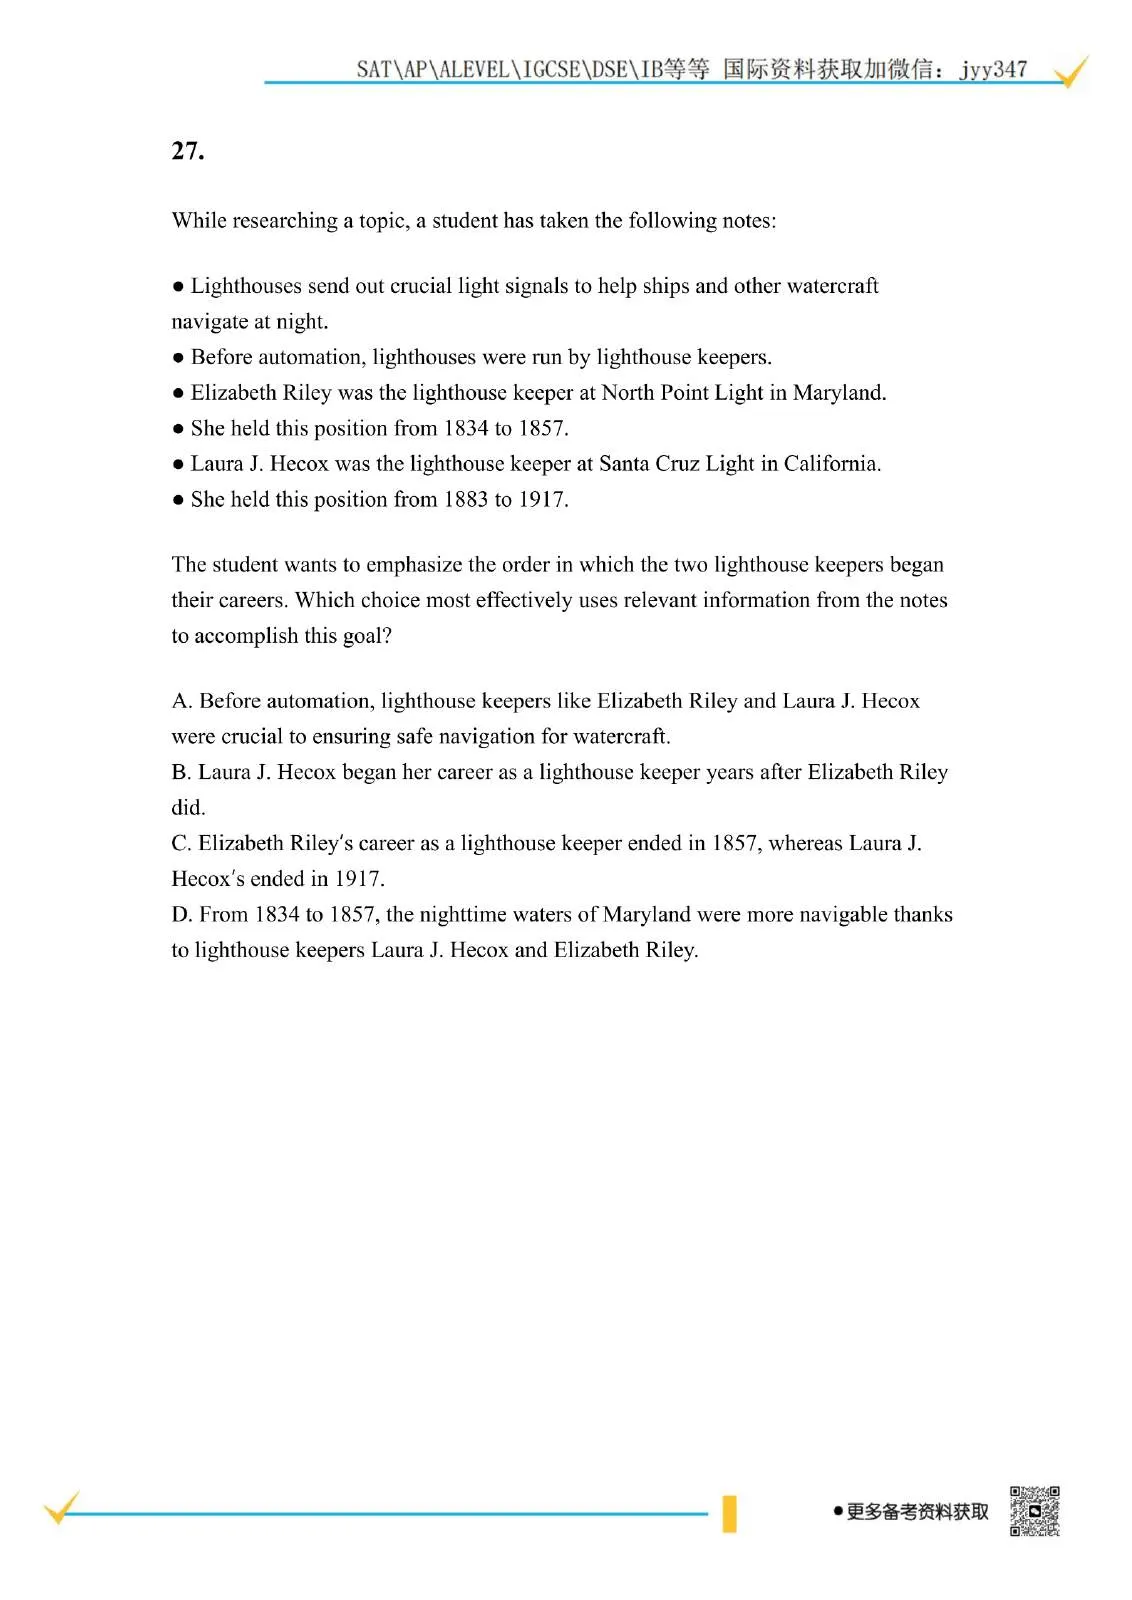 SAT\AP\ALEVEL\IGCSE\DSE\IB等等 国际资料获取加微信：jyy347
27.
While researching a topic, a student has taken the following notes:
● Lighthouses send out crucial light signals to help ships and other watercraft
navigate at night.
● Before automation, lighthouses were run by lighthouse keepers.
● Elizabeth Riley was the lighthouse keeper at North Point Light in Maryland.
● She held this position from 1834 to 1857.
● Laura J. Hecox was the lighthouse keeper at Santa Cruz Light in California.
● She held this position from 1883 to 1917.
The student wants to emphasize the order in which the two lighthouse keepers began
their careers. Which choice most effectively uses relevant information from the notes
to accomplish this goal?
A. Before automation, lighthouse keepers like Elizabeth Riley and Laura J. Hecox
were crucial to ensuring safe navigation for watercraft.
B. Laura J. Hecox began her career as a lighthouse keeper years after Elizabeth Riley
did.
C. Elizabeth Riley's career as a lighthouse keeper ended in 1857, whereas Laura J.
Hecox's ended in 1917.
D. From 1834 to 1857, the nighttime waters of Maryland were more navigable thanks
to lighthouse keepers Laura J. Hecox and Elizabeth Riley.
●更多备考资料获取